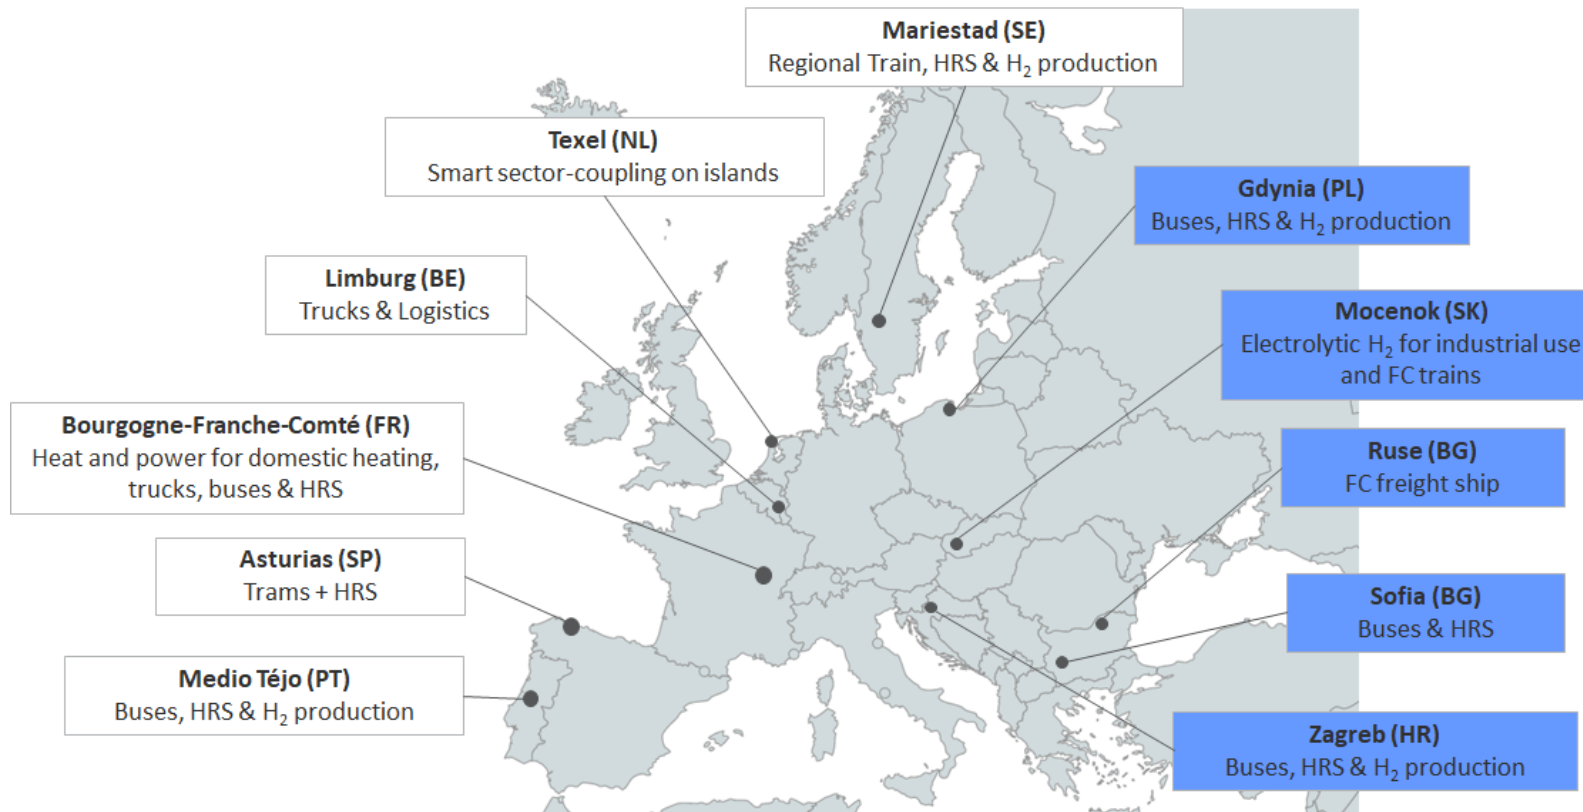 Mariestad (SE)
Regional Train, HRS & H₂ production
Texel (NL)
Smart sector-coupling on islands
Gdynia (PL)
Buses, HRS & H₂ production
Limburg (BE)
Trucks & Logistics
Mocenok (SK)
Electrolytic H₂ for industrial use
and FC trains
Bourgogne-Franche-Comté (FR)
Heat and power for domestic heating,
trucks, buses & HRS
Ruse (BG)
FC freight ship
Asturias (SP)
Trams + HRS
Sofia (BG)
Buses & HRS
Medio Téjo (PT)
Buses, HRS & H₂ production
Zagreb (HR)
Buses, HRS & H₂ production